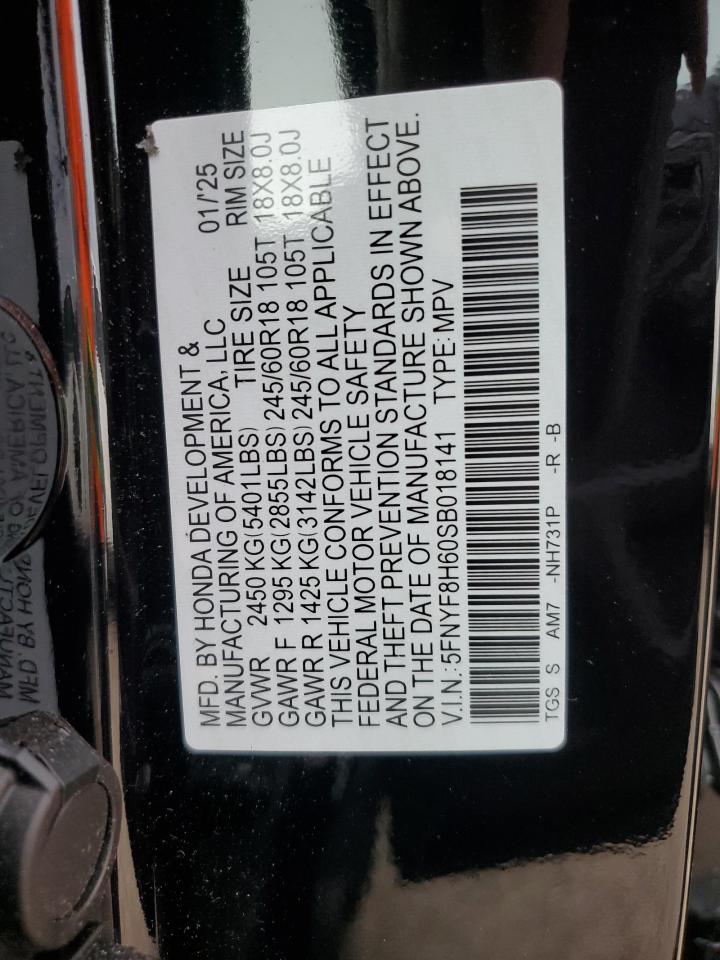 MFD. BY HONDA DEVELOPMENT &
MANUFACTURING OF AMERICA, LLC 01/'25
GVWR 2450 KG(5401LBS) TIRE SIZE RIM SIZE
GAWR F 1295 KG(2855LBS) 245/60R18 105T 18X8.0J
GAWR R 1425 KG(3142LBS) 245/60R18 105T 18X8.0J
THIS VEHICLE CONFORMS TO ALL APPLICABLE
FEDERAL MOTOR VEHICLE SAFETY
AND THEFT PREVENTION STANDARDS IN EFFECT
ON THE DATE OF MANUFACTURE SHOWN ABOVE.
V.I.N.: 5FNYF8H60SB018141 TYPE: MPV
TGS S AM7 -NH731P -R -B